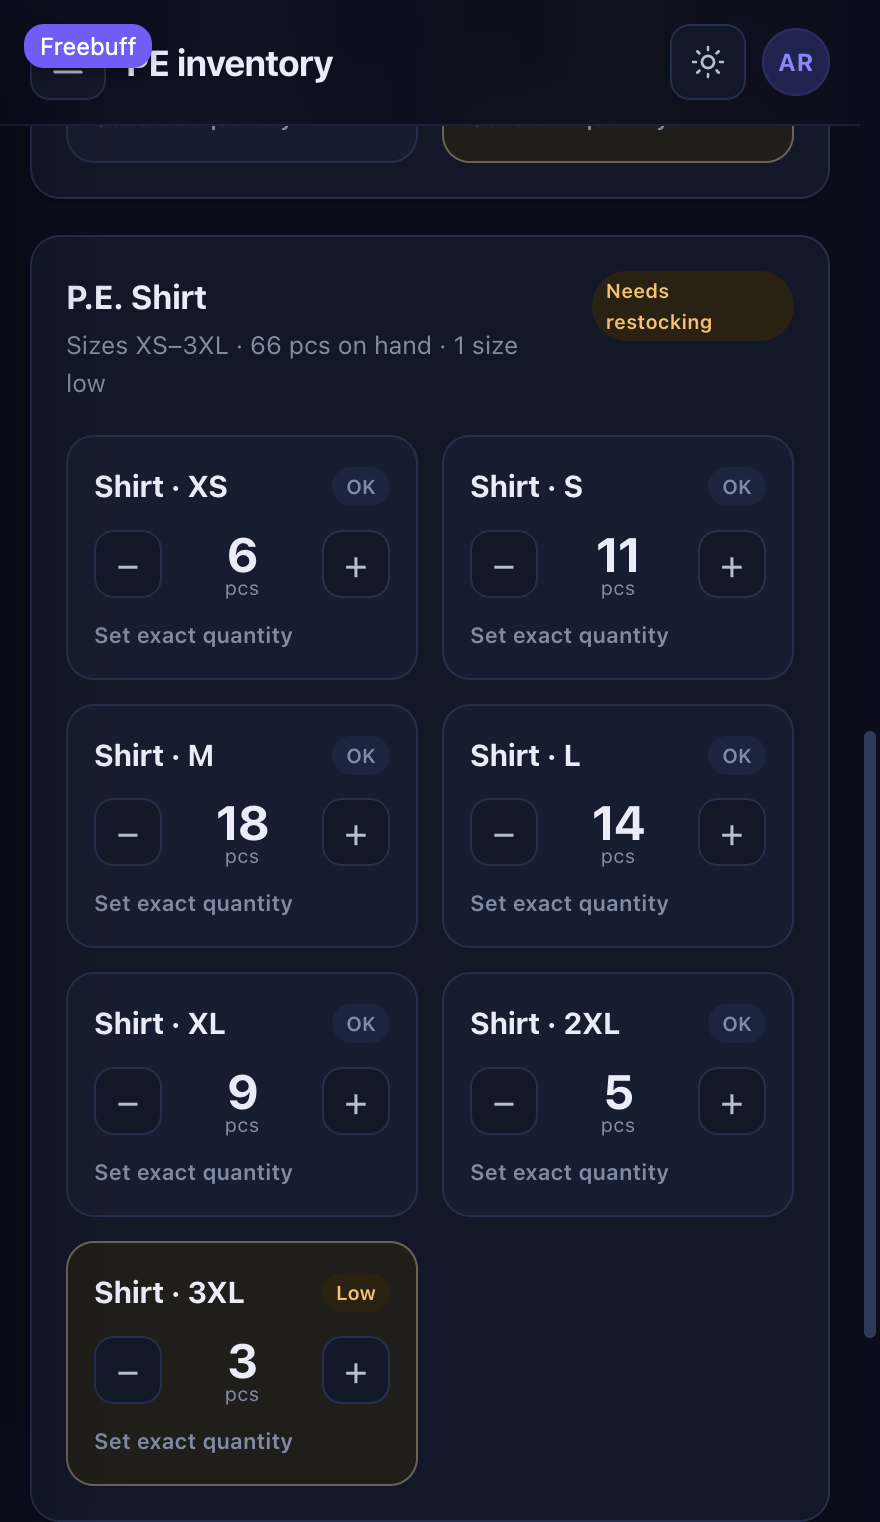 Freebuff
PE inventory
AR
P.E. Shirt
Needs
restocking
Sizes XS–3XL · 66 pcs on hand · 1 size
low
Shirt · XS
OK
−
6
+
pcs
Set exact quantity
Shirt · S
OK
−
11
+
pcs
Set exact quantity
Shirt · M
OK
−
18
+
pcs
Set exact quantity
Shirt · L
OK
−
14
+
pcs
Set exact quantity
Shirt · XL
OK
−
9
+
pcs
Set exact quantity
Shirt · 2XL
OK
−
5
+
pcs
Set exact quantity
Shirt · 3XL
Low
−
3
+
pcs
Set exact quantity